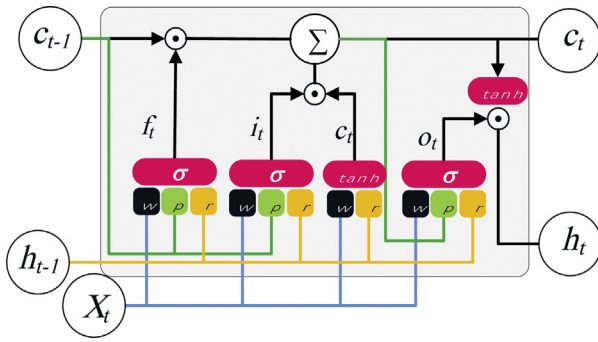 c_{t-1} Σ c_t
tanh
f_t i_t c_t o_t
σ σ tanh σ
w p r w p r w r w p r
h_{t-1} h_t
X_t